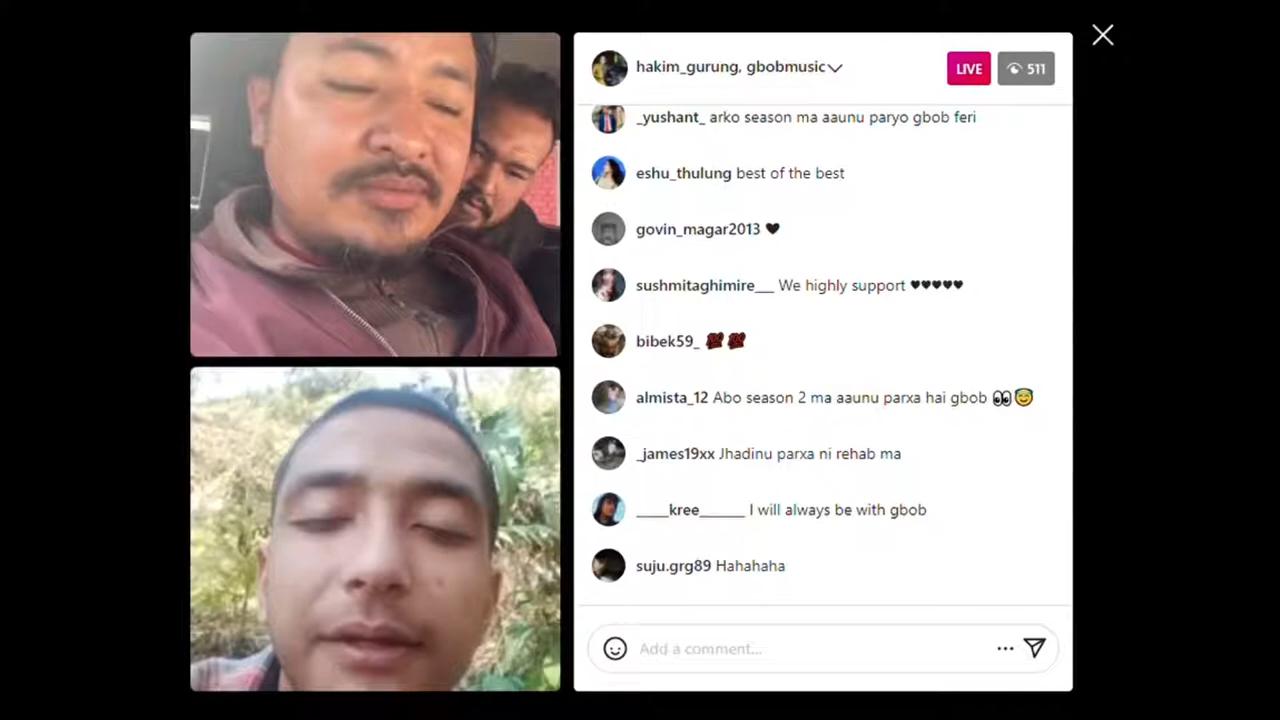 hakim_gurung, gbobmusic
LIVE
511
_yushant_ arko season ma aaunu paryo gbob feri
eshu_thulung best of the best
govin_magar2013 🖤
sushmitaghimire___ We highly support 🖤🖤🖤🖤🖤
bibek59_ 💯 💯
almista_12 Abo season 2 ma aaunu parxa hai gbob 👀😇
_james19xx Jhadinu parxa ni rehab ma
_____kree_______ I will always be with gbob
suju.grg89 Hahahaha
Add a comment...